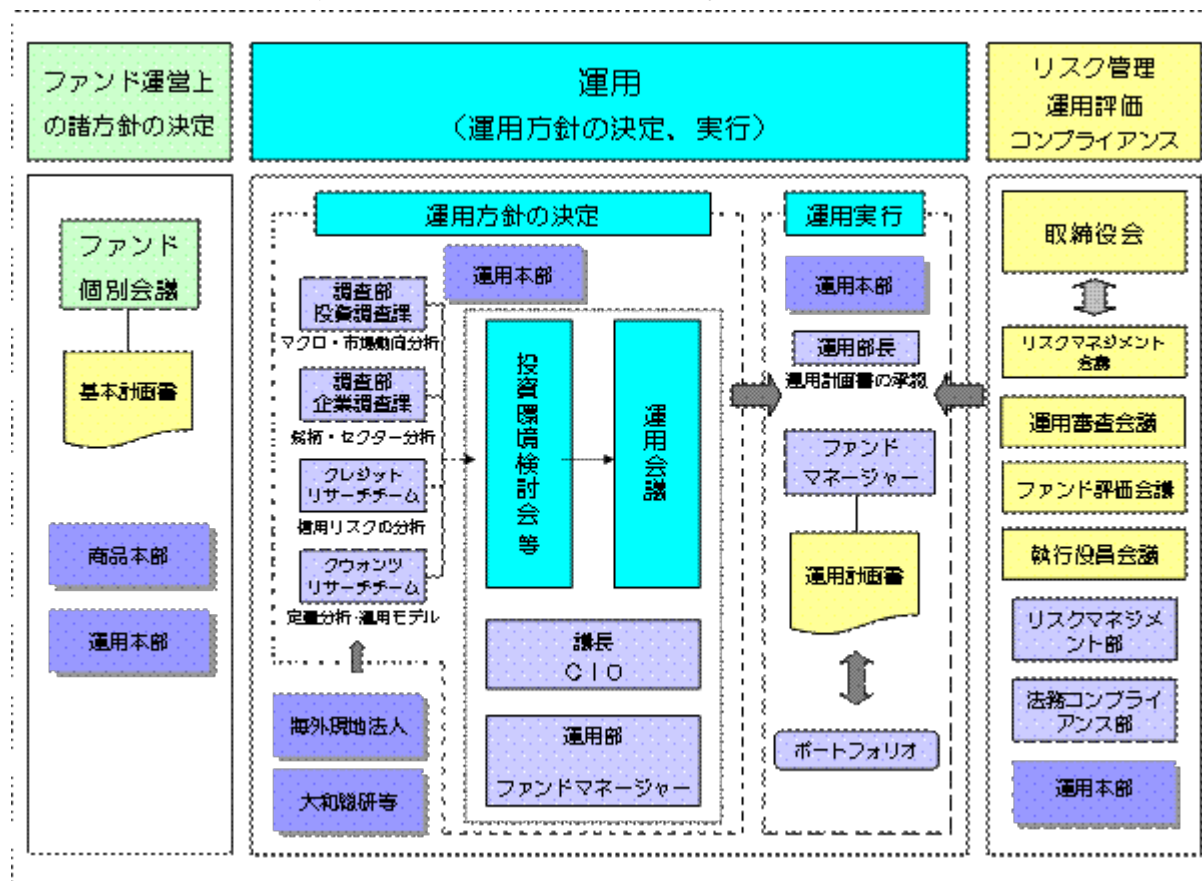 ファンド運営上
の諸方針の決定
運用
（運用方針の決定、実行）
リスク管理
運用評価
コンプライアンス
ファンド
個別会議
基本計画書
商品本部
運用本部
運用方針の決定
運用本部
調査部
投資調査課
マクロ・市場動向分析
調査部
企業調査課
銘柄・セクター分析
クレジット
リサーチチーム
信用リスクの分析
クウォンツ
リサーチチーム
定量分析・運用モデル
海外現地法人
大和総研等
投資環境検討会 等
運用会議
議長
ＣＩＯ
運用部
ファンドマネージャー
運用実行
運用本部
運用部長
運用計画書の承認
ファンド
マネージャー
運用計画書
ポートフォリオ
取締役会
リスクマネジメント
会議
運用審査会議
ファンド評価会議
執行役員会議
リスクマネジメ
ント部
法務コンプライ
アンス部
運用本部